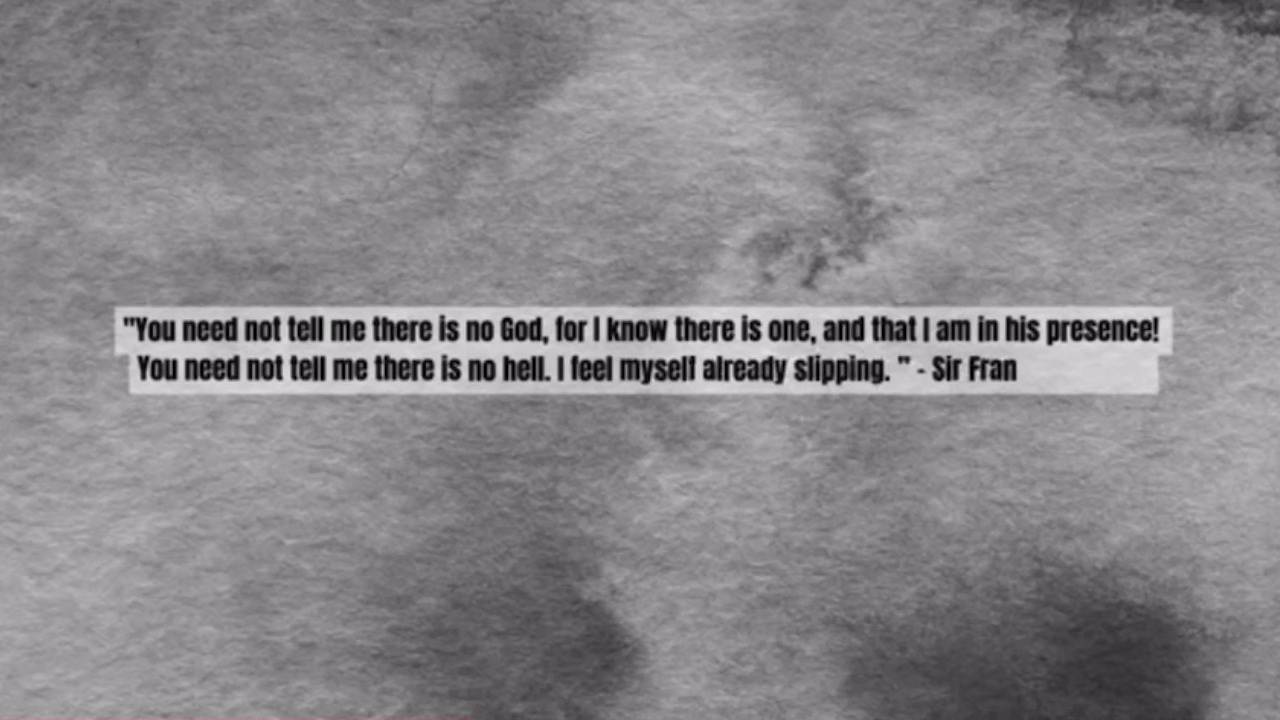 "You need not tell me there is no God, for I know there is one, and that I am in his presence!
You need not tell me there is no hell. I feel myself already slipping. " - Sir Fran